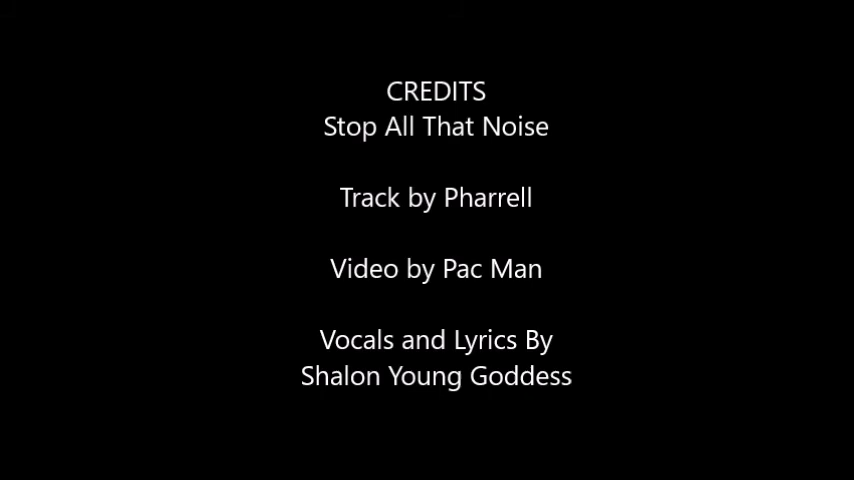 CREDITS
Stop All That Noise
Track by Pharrell
Video by Pac Man
Vocals and Lyrics By
Shalon Young Goddess